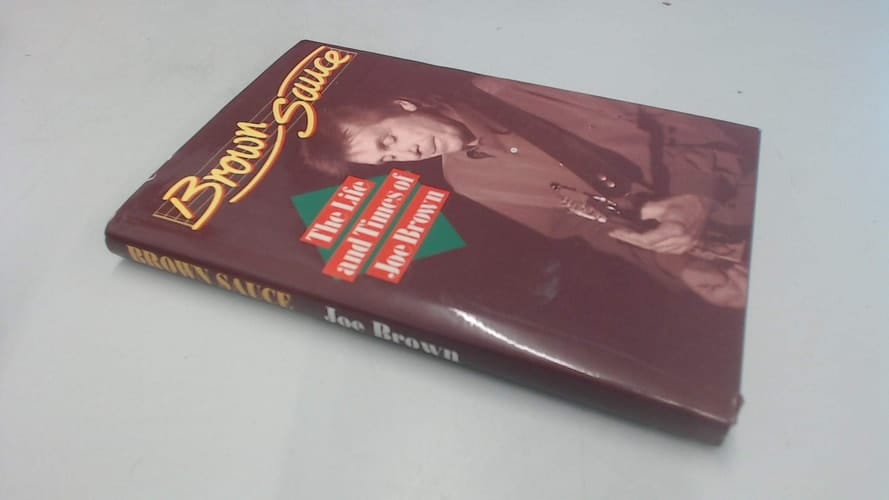 Brown
Sauce
The Life
and Times of
Joe Brown
BROWN SAUCE
Joe Brown